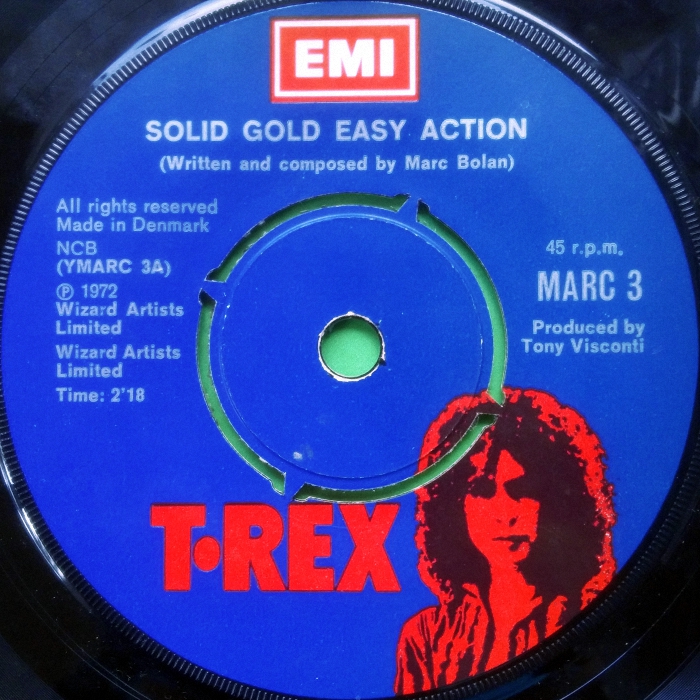 EMI
SOLID GOLD EASY ACTION
(Written and composed by Marc Bolan)
All rights reserved
Made in Denmark
NCB
(YMARC 3A)
℗ 1972
Wizard Artists
Limited
Wizard Artists
Limited
Time: 2'18
45 r.p.m.
MARC 3
Produced by
Tony Visconti
T•REX